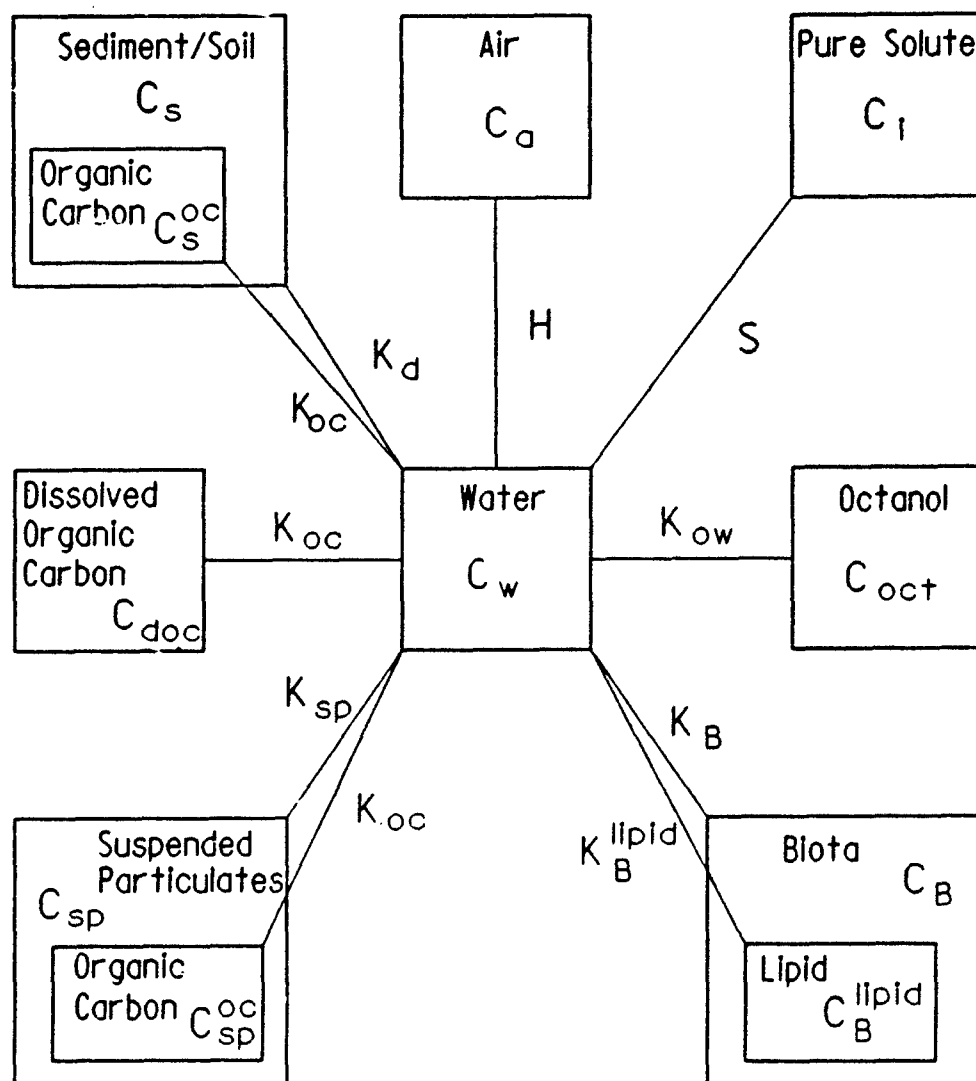 Sediment/Soil
C_s
Organic
Carbon C_s^oc
Air
C_a
Pure Solute
C_i
K_d
K_oc
H
S
Dissolved
Organic
Carbon
C_doc
K_oc
Water
C_w
K_ow
Octanol
C_oct
K_sp
K_oc
K_B
K_B^lipid
Suspended
Particulates
C_sp
Organic
Carbon C_sp^oc
Biota
C_B
Lipid
C_B^lipid